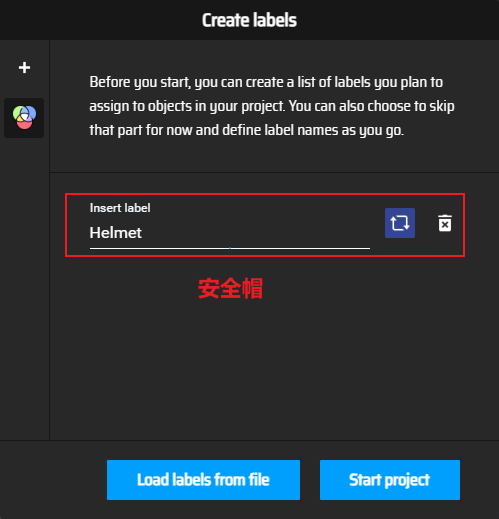 Create labels
Before you start, you can create a list of labels you plan to
assign to objects in your project. You can also choose to skip
that part for now and define label names as you go.
Insert label
Helmet
安全帽
Load labels from file
Start project